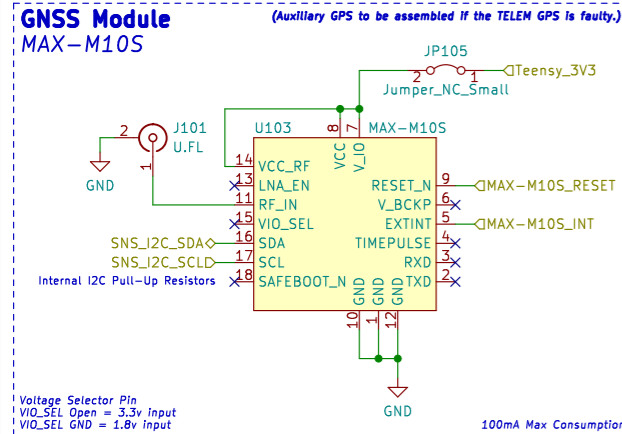 GNSS Module
(Auxiliary GPS to be assembled if the TELEM GPS is faulty.)
MAX-M10S
JP105
2 1
Teensy_3V3
Jumper_NC_Small
J101
U.FL
2
1
GND
U103
MAX-M10S
8 7
VCC
V_IO
14 VCC_RF
13 LNA_EN
11 RF_IN
15 VIO_SEL
SNS_I2C_SDA 16 SDA
SNS_I2C_SCL 17 SCL
Internal I2C Pull-Up Resistors 18 SAFEBOOT_N
RESET_N 9 MAX-M10S_RESET
V_BCKP 6
EXTINT 5 MAX-M10S_INT
TIMEPULSE 4
RXD 3
TXD 2
GND GND GND
10 1 12
GND
Voltage Selector Pin
VIO_SEL Open = 3.3v input
VIO_SEL GND = 1.8v input
100mA Max Consumption